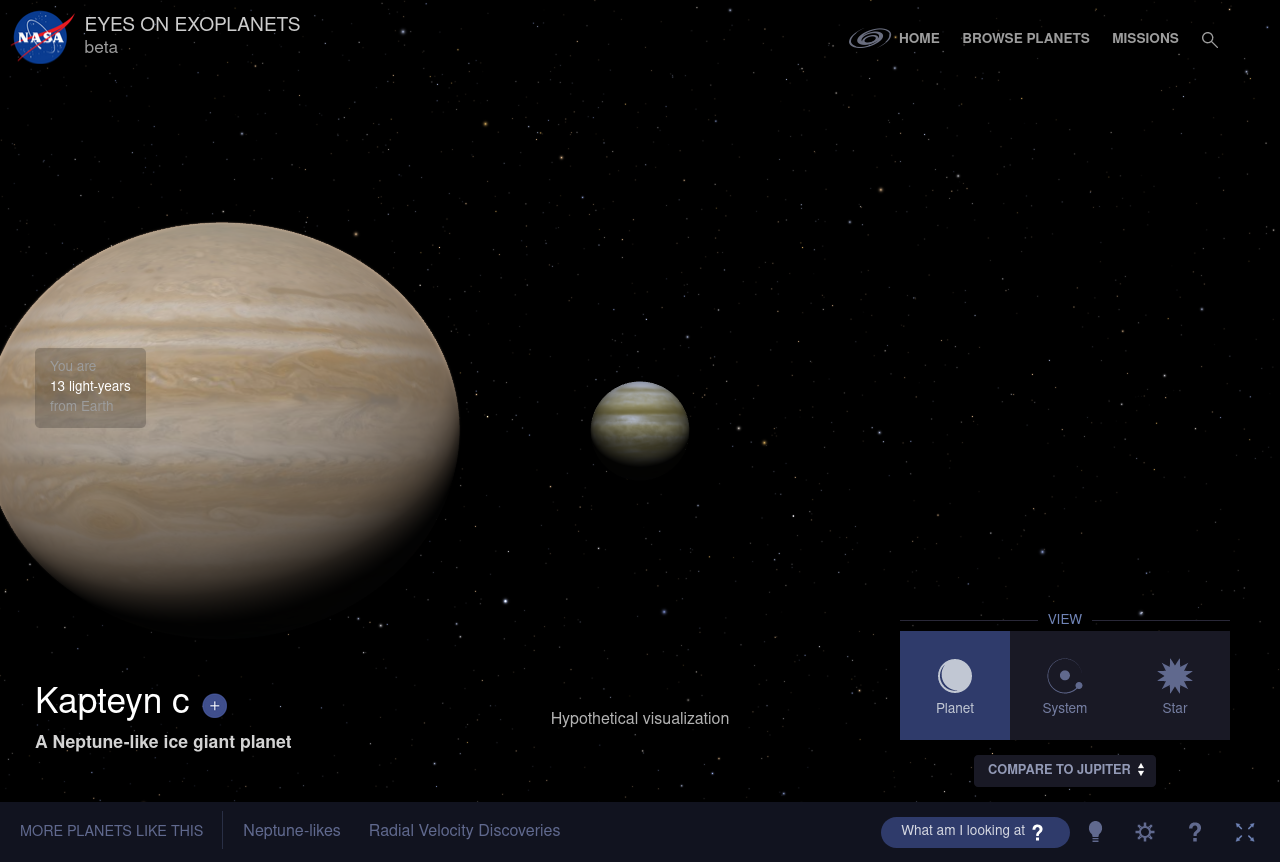 NASA
EYES ON EXOPLANETS
beta
HOME
BROWSE PLANETS
MISSIONS
You are
13 light-years
from Earth
VIEW
Planet
System
Star
Kapteyn c +
A Neptune-like ice giant planet
Hypothetical visualization
COMPARE TO JUPITER
MORE PLANETS LIKE THIS
Neptune-likes
Radial Velocity Discoveries
What am I looking at ?
?